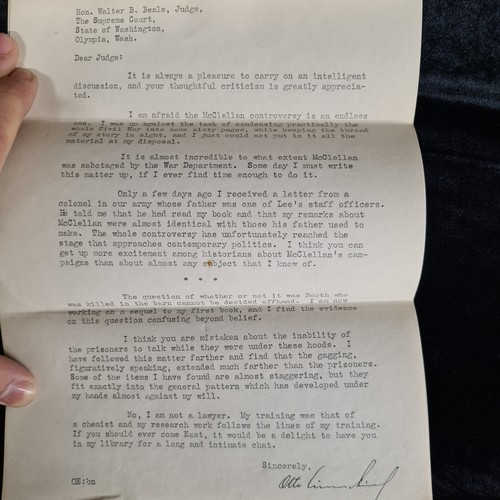 Hon. Walter B. Beals, Judge,
The Supreme Court,
State of Washington,
Olympia, Wash.
Dear Judge:
It is always a pleasure to carry on an intelligent
discussion, and your thoughtful criticism is greatly apprecia-
ted.
I am afraid the McClellan controversy is an endless
one. I was up against the task of condensing practically the
whole Civil War into some sixty pages, while keeping the thread
of my story in sight, and I just could not put in all the
material at my disposal.
It is almost incredible to what extent McClellan
was sabotaged by the War Department. Some day I must write
this matter up, if I ever find time enough to do it.
Only a few days ago I received a letter from a
colonel in our army whose father was one of Lee's staff officers.
He told me that he had read my book and that my remarks about
McClellan were almost identical with those his father used to
make. The whole controversy has unfortunately reached the
stage that approaches contemporary politics. I think you can
get up more excitement among historians about McClellan's cam-
paigns than about almost any subject that I know of.
* * *
The question of whether or not it was Booth who
was killed in the barn cannot be decided offhand. I am now
working on a sequel to my first book, and I find the evidence
on this question confusing beyond belief.
I think you are mistaken about the inability of
the prisoners to talk while they were under these hoods. I
have followed this matter farther and find that the gagging,
figuratively speaking, extended much farther than the prisoners.
Some of the items I have found are almost staggering, but they
fit exactly into the general pattern which has developed under
my hands almost against my will.
No, I am not a lawyer. My training was that of
a chemist and my research work follows the lines of my training.
If you should ever come East, it would be a delight to have you
in my library for a long and intimate chat.
Sincerely,
Otto Eisenschiml
OE:bn